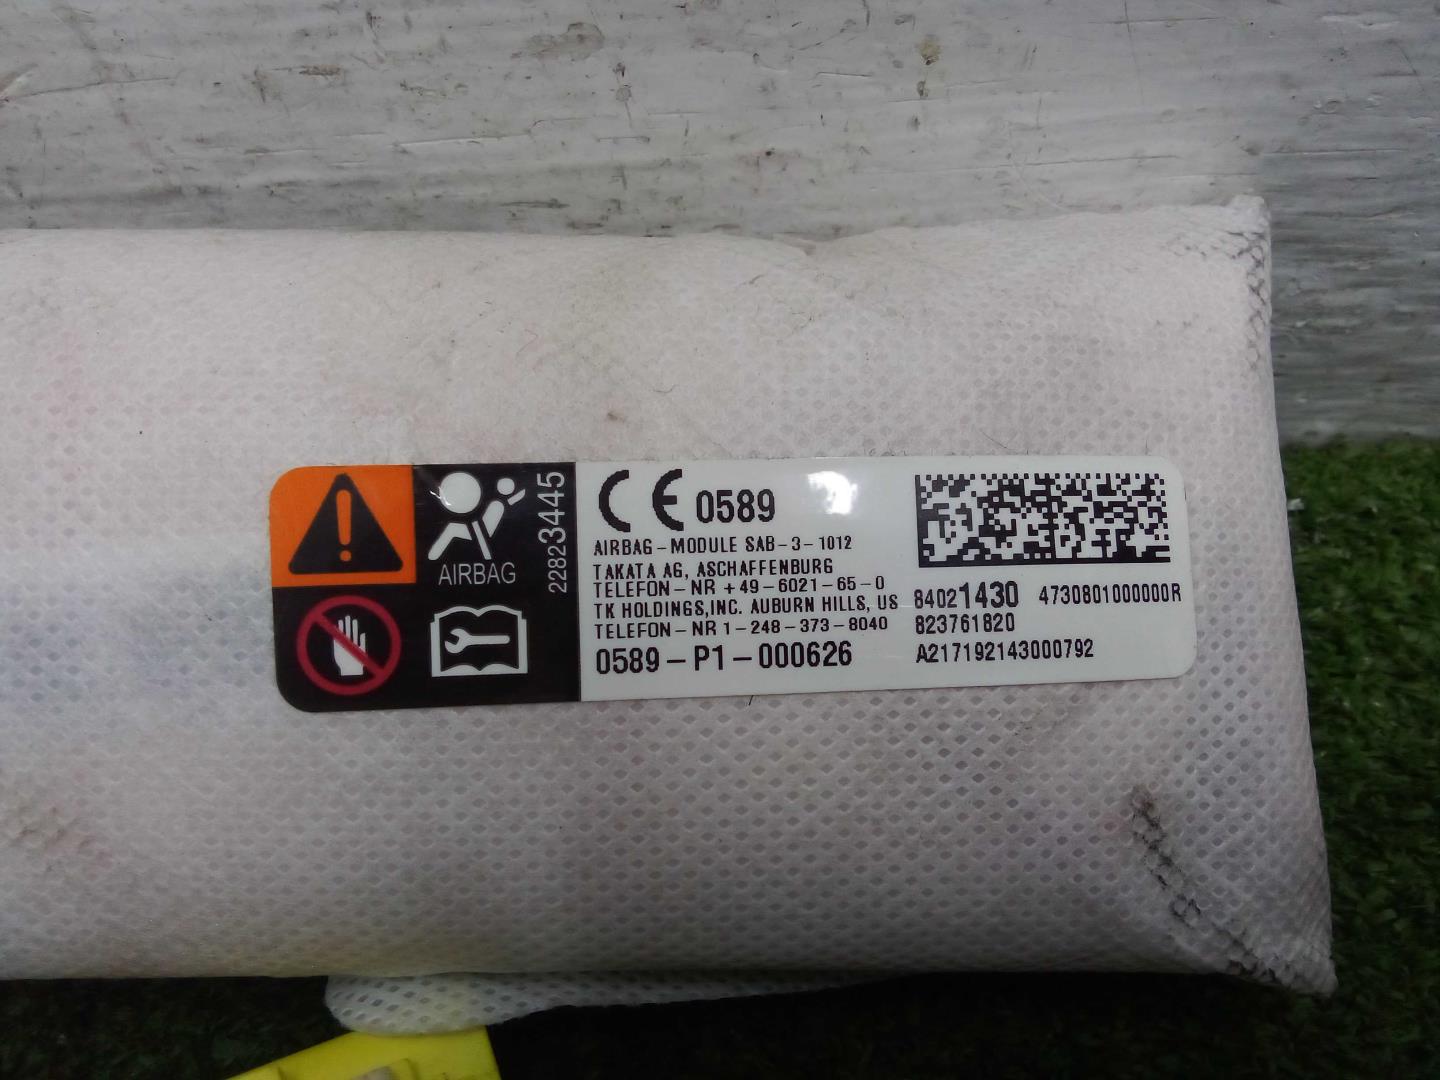 AIRBAG
22823445
CE 0589
AIRBAG-MODULE SAB-3-1012
TAKATA AG, ASCHAFFENBURG
TELEFON-NR +49-6021-65-0
TK HOLDINGS,INC. AUBURN HILLS, US
TELEFON-NR 1-248-373-8040
0589-P1-000626
84021430 4730801000000R
823761820
A217192143000792